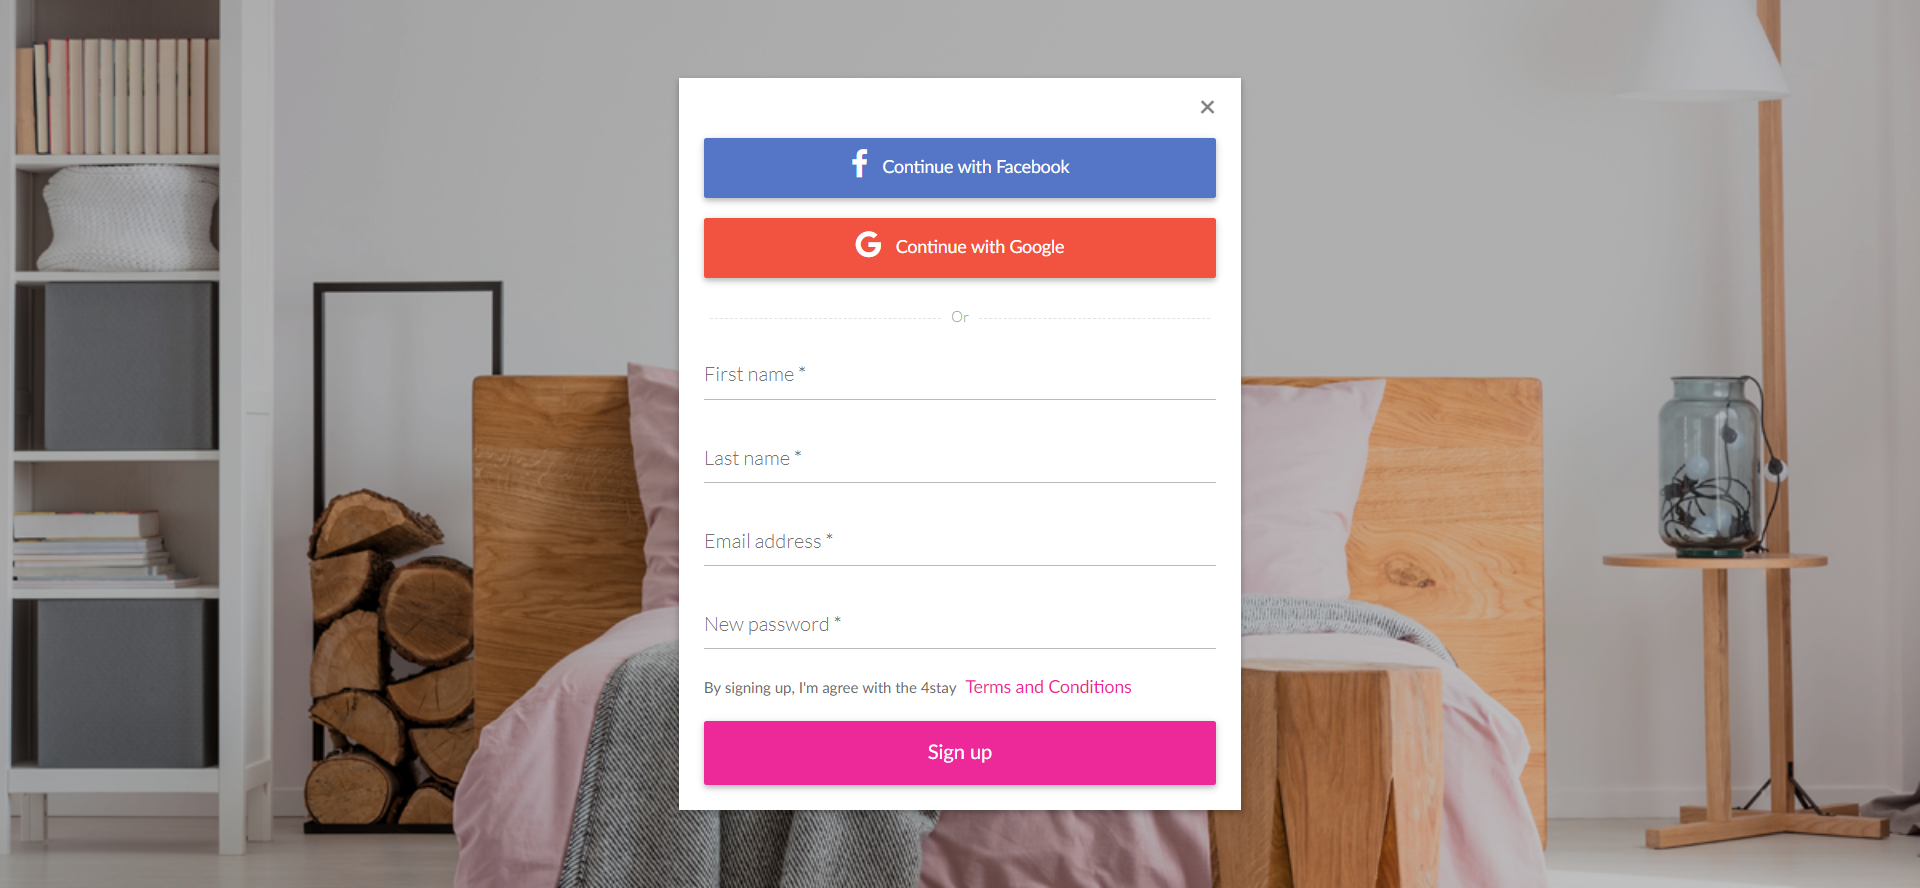 Continue with Facebook
Continue with Google
Or
First name *
Last name *
Email address *
New password *
By signing up, I'm agree with the 4stay Terms and Conditions
Sign up